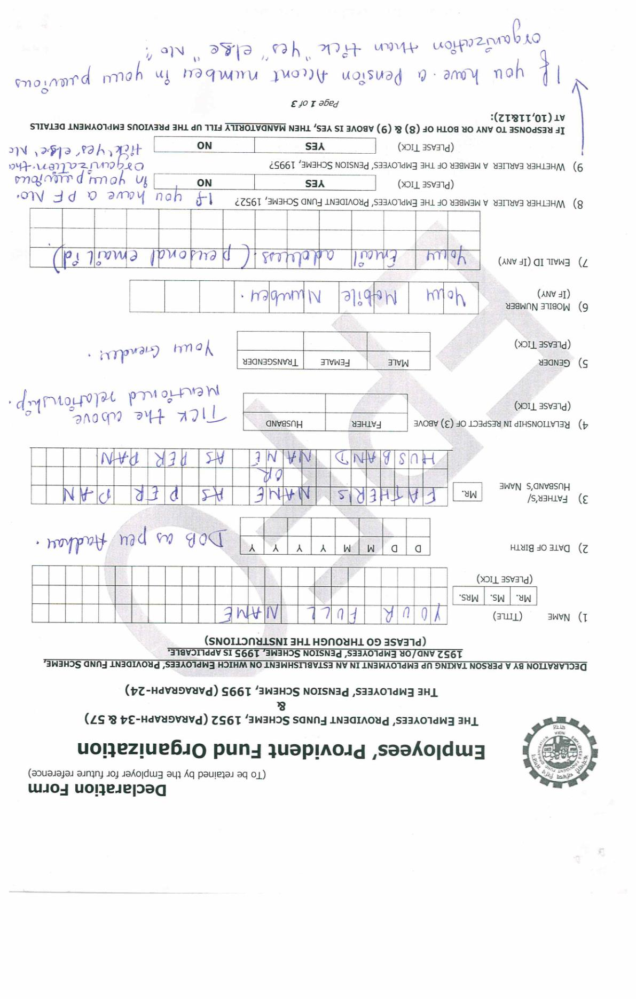 Declaration Form
(To be retained by the Employer for future reference)
Employees' Provident Fund Organization
THE EMPLOYEES' PROVIDENT FUNDS SCHEME, 1952 (PARAGRAPH-34 & 57)
&
THE EMPLOYEES' PENSION SCHEME, 1995 (PARAGRAPH-24)
DECLARATION BY A PERSON TAKING UP EMPLOYMENT IN AN ESTABLISHMENT ON WHICH EMPLOYEES' PROVIDENT FUND SCHEME,
1952 AND/OR EMPLOYEES' PENSION SCHEME, 1995 IS APPLICABLE.
(PLEASE GO THROUGH THE INSTRUCTIONS)
1) NAME (TITLE) YOUR FULL NAME
MR. MS. MRS.
(PLEASE TICK)
2) DATE OF BIRTH D D M M Y Y Y Y DOB as per Aadhar.
3) FATHER'S/ MR. FATHER'S NAME AS PER PAN
HUSBAND'S NAME OR
HUSBAND NAME AS PER PAN
4) RELATIONSHIP IN RESPECT OF (3) ABOVE FATHER HUSBAND TICK the above
(PLEASE TICK) Mentioned relationship.
5) GENDER MALE FEMALE TRANSGENDER
(PLEASE TICK) Your Gender.
6) MOBILE NUMBER Your Mobile Number.
(IF ANY)
7) EMAIL ID (IF ANY) Your Email address (personal email id).
8) WHETHER EARLIER A MEMBER OF THE EMPLOYEES' PROVIDENT FUND SCHEME, 1952? If you have a PF No.
(PLEASE TICK) YES NO in your previous
9) WHETHER EARLIER A MEMBER OF THE EMPLOYEES' PENSION SCHEME, 1995? organization tha
(PLEASE TICK) YES NO tick 'yes' else 'No
IF RESPONSE TO ANY OR BOTH OF (8) & (9) ABOVE IS YES, THEN MANDATORILY FILL UP THE PREVIOUS EMPLOYMENT DETAILS
AT (10,11&12):
Page 1 of 3
If you have a Pension Accont number in your previous
organization than tick "yes" else "No".
EPFO